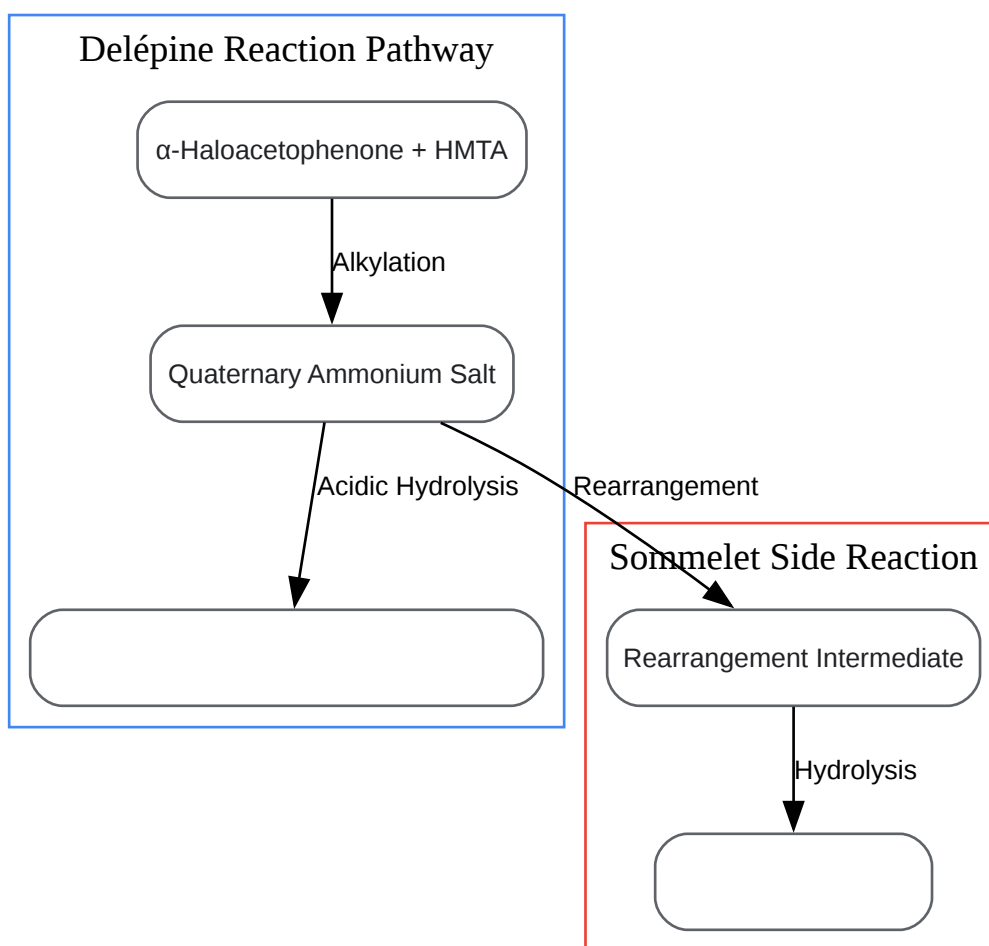 Delépine Reaction Pathway
α-Haloacetophenone + HMTA
Alkylation
Quaternary Ammonium Salt
Acidic Hydrolysis
Rearrangement
Sommelet Side Reaction
Rearrangement Intermediate
Hydrolysis